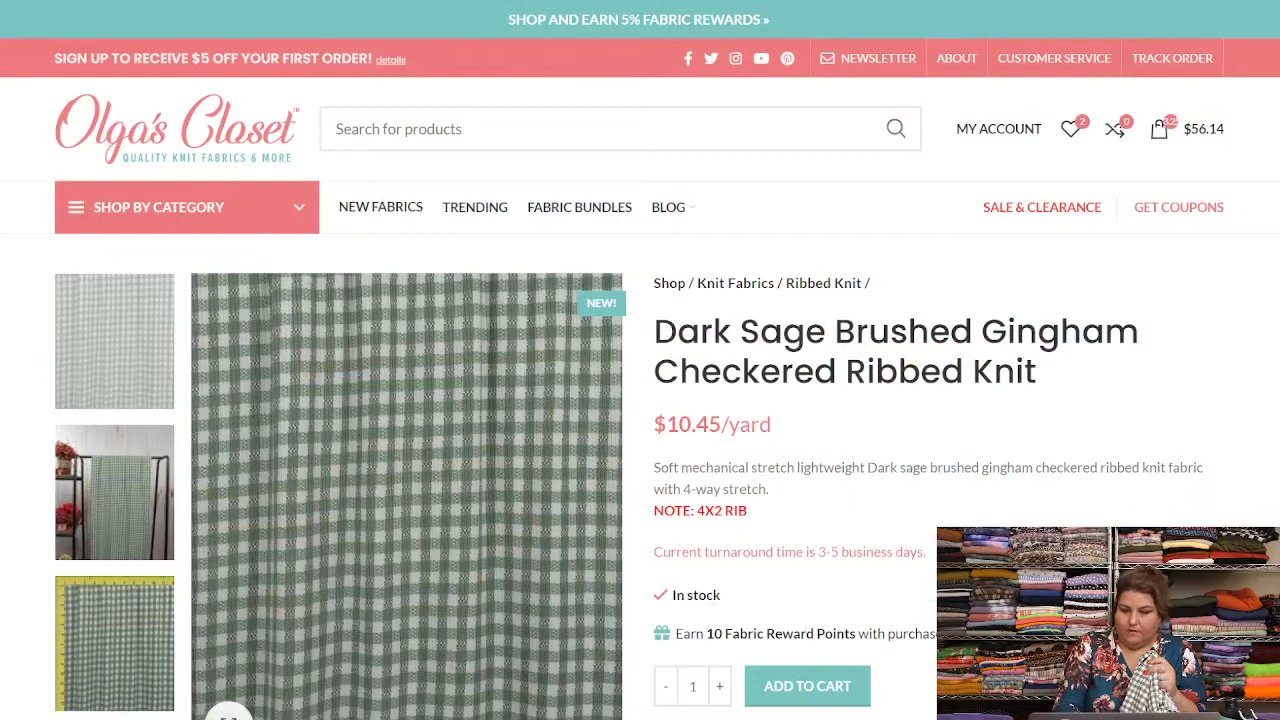 SHOP AND EARN 5% FABRIC REWARDS »
SIGN UP TO RECEIVE $5 OFF YOUR FIRST ORDER! details
NEWSLETTER
ABOUT
CUSTOMER SERVICE
TRACK ORDER
Olga's Closet™
QUALITY KNIT FABRICS & MORE
Search for products
MY ACCOUNT
2
0
$56.14
SHOP BY CATEGORY
NEW FABRICS
TRENDING
FABRIC BUNDLES
BLOG
SALE & CLEARANCE
GET COUPONS
NEW!
Shop / Knit Fabrics / Ribbed Knit /
Dark Sage Brushed Gingham
Checkered Ribbed Knit
$10.45/yard
Soft mechanical stretch lightweight Dark sage brushed gingham checkered ribbed knit fabric
with 4-way stretch.
NOTE: 4X2 RIB
Current turnaround time is 3-5 business days.
In stock
Earn 10 Fabric Reward Points with purchas
- 1 +
ADD TO CART